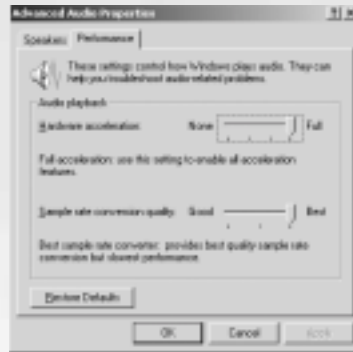 Advanced Audio Properties
Speakers Performance
These settings control how Windows plays audio. They can
help you troubleshoot audio-related problems.
Audio playback
Hardware acceleration: None Full
Full acceleration: use this setting to enable all acceleration
features.
Sample rate conversion quality: Good Best
Best sample rate converter: provides best quality sample rate
conversion but slowest performance.
Restore Defaults
OK Cancel Apply